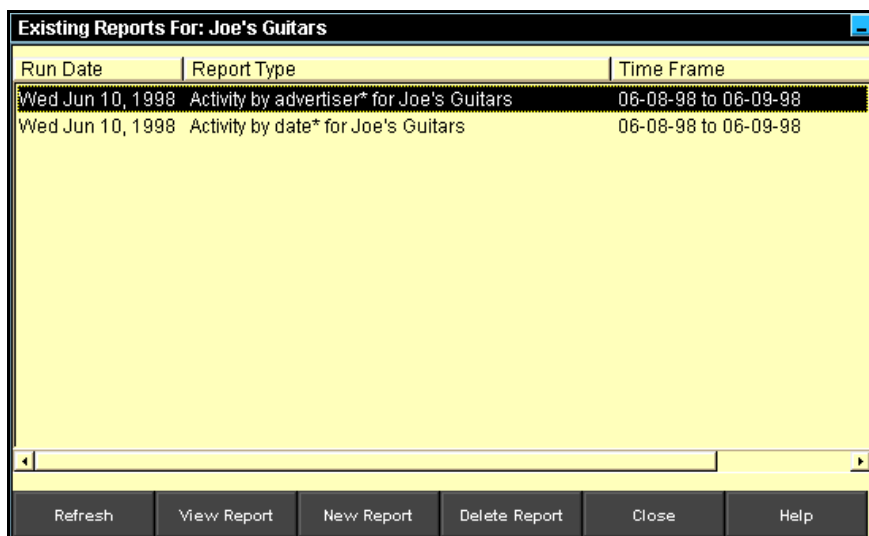 Existing Reports For: Joe's Guitars
Run Date Report Type Time Frame
Wed Jun 10, 1998 Activity by advertiser* for Joe's Guitars 06-08-98 to 06-09-98
Wed Jun 10, 1998 Activity by date* for Joe's Guitars 06-08-98 to 06-09-98
Refresh View Report New Report Delete Report Close Help